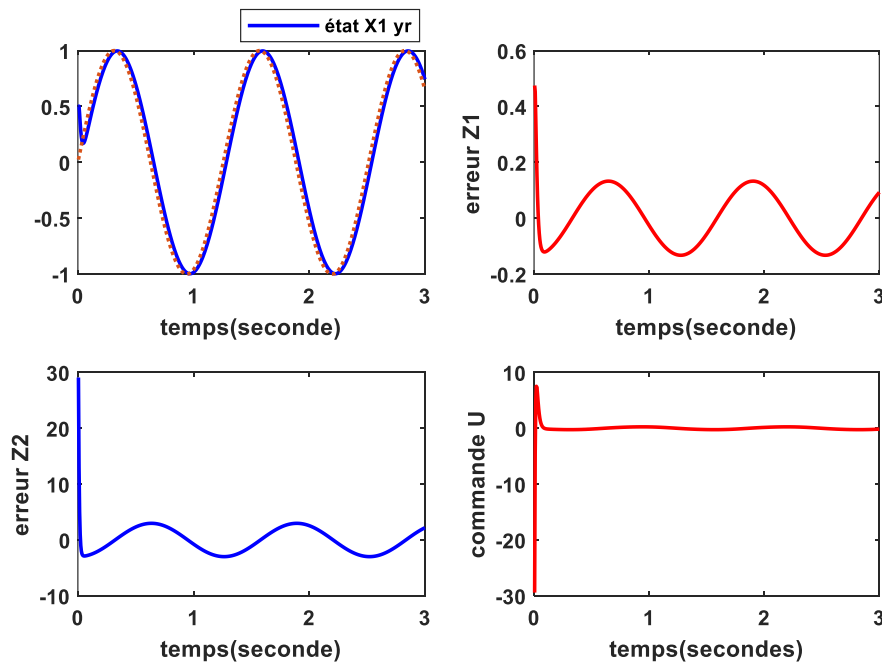 état X1 yr
1
0.5
0
-0.5
-1
0 1 2 3
temps(seconde)
erreur Z1
0.6
0.4
0.2
0
-0.2
0 1 2 3
temps(seconde)
erreur Z2
30
20
10
0
-10
0 1 2 3
temps(seconde)
commande U
10
0
-10
-20
-30
0 1 2 3
temps(secondes)